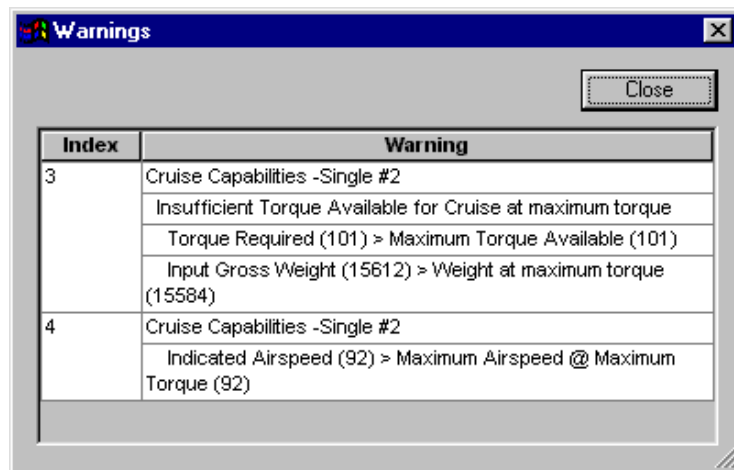 Warnings
Close
Index Warning
3 Cruise Capabilities -Single #2
Insufficient Torque Available for Cruise at maximum torque
Torque Required (101) > Maximum Torque Available (101)
Input Gross Weight (15612) > Weight at maximum torque
(15584)
4 Cruise Capabilities -Single #2
Indicated Airspeed (92) > Maximum Airspeed @ Maximum
Torque (92)